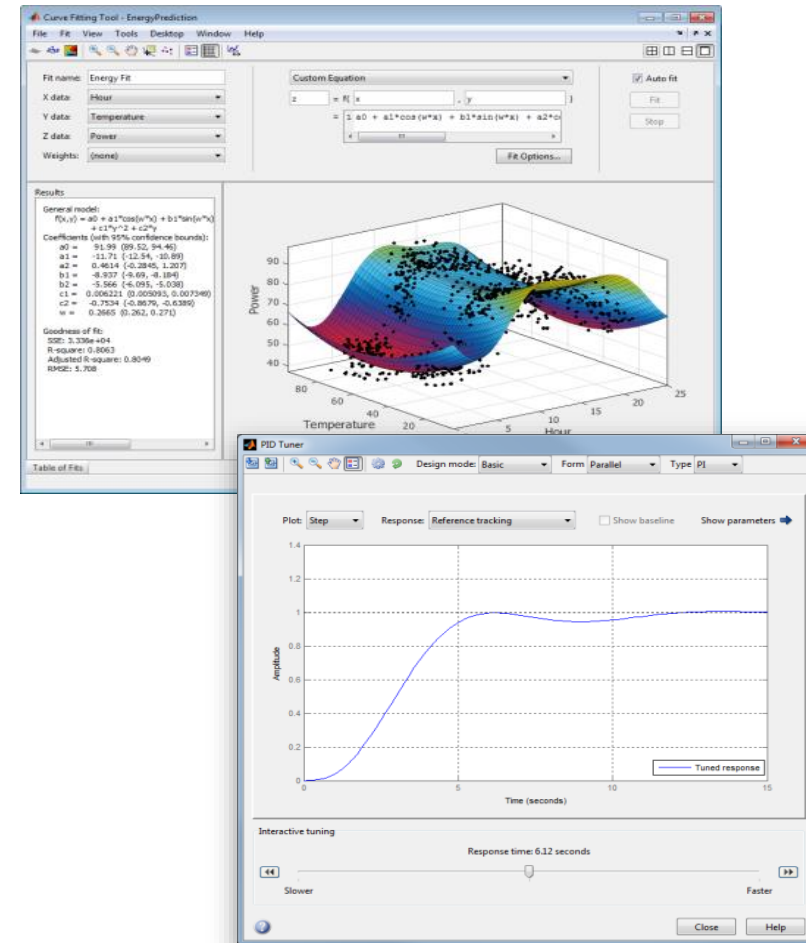 Curve Fitting Tool - EnergyPrediction
File Fit View Tools Desktop Window Help
Fit name: Energy Fit
X data: Hour
Y data: Temperature
Z data: Power
Weights: (none)
Custom Equation
z = f( x , y )
= 1 a0 + a1*cos(w*x) + b1*sin(w*x) + a2*c
Fit Options...
Auto fit
Fit
Stop
Results
General model:
f(x,y) = a0 + a1*cos(w*x) + b1*sin(w*x)
+ c1*y^2 + c2*y
Coefficients (with 95% confidence bounds):
a0 = 91.99 (89.52, 94.46)
a1 = -11.71 (-12.54, -10.89)
a2 = 0.4614 (-0.2845, 1.207)
b1 = -8.937 (-9.69, -8.184)
b2 = -5.566 (-6.095, -5.038)
c1 = 0.006221 (0.005093, 0.007349)
c2 = -0.7534 (-0.8679, -0.6389)
w = 0.2665 (0.262, 0.271)
Goodness of fit:
SSE: 3.336e+04
R-square: 0.8063
Adjusted R-square: 0.8049
RMSE: 5.708
Power
90
80
70
60
50
40
80
60
40
20
Temperature
5
10
15
20
25
Hour
Table of Fits
PID Tuner
Design mode: Basic Form Parallel Type PI
Plot: Step Response: Reference tracking Show baseline Show parameters
1.4
1.2
1
0.8
0.6
0.4
0.2
0
Amplitude
0 5 10 15
Time (seconds)
Tuned response
Interactive tuning
Response time: 6.12 seconds
Slower Faster
Close Help